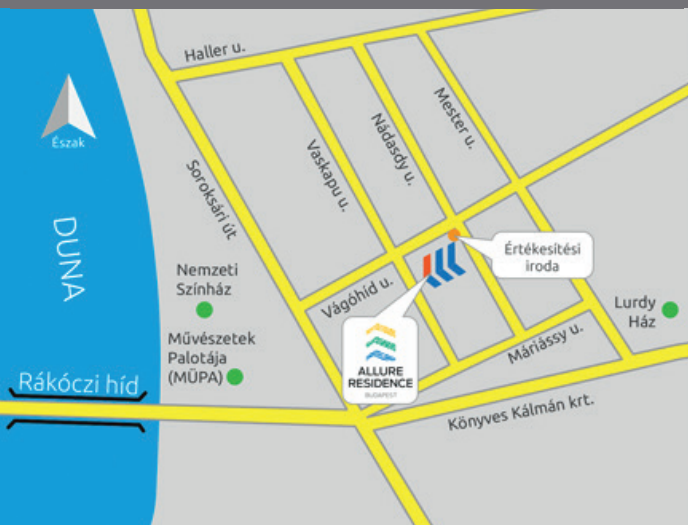 Haller u.
Észak
Mester u.
Nádasdy u.
Vaskapu u.
Soroksári út
DUNA
Értékesítési
iroda
Nemzeti
Színház
Vágóhíd u.
Lurdy
Ház
Művészetek
Palotája
(MÜPA)
Máriássy u.
ALLURE
RESIDENCE
BUDAPEST
Rákóczi híd
Könyves Kálmán krt.